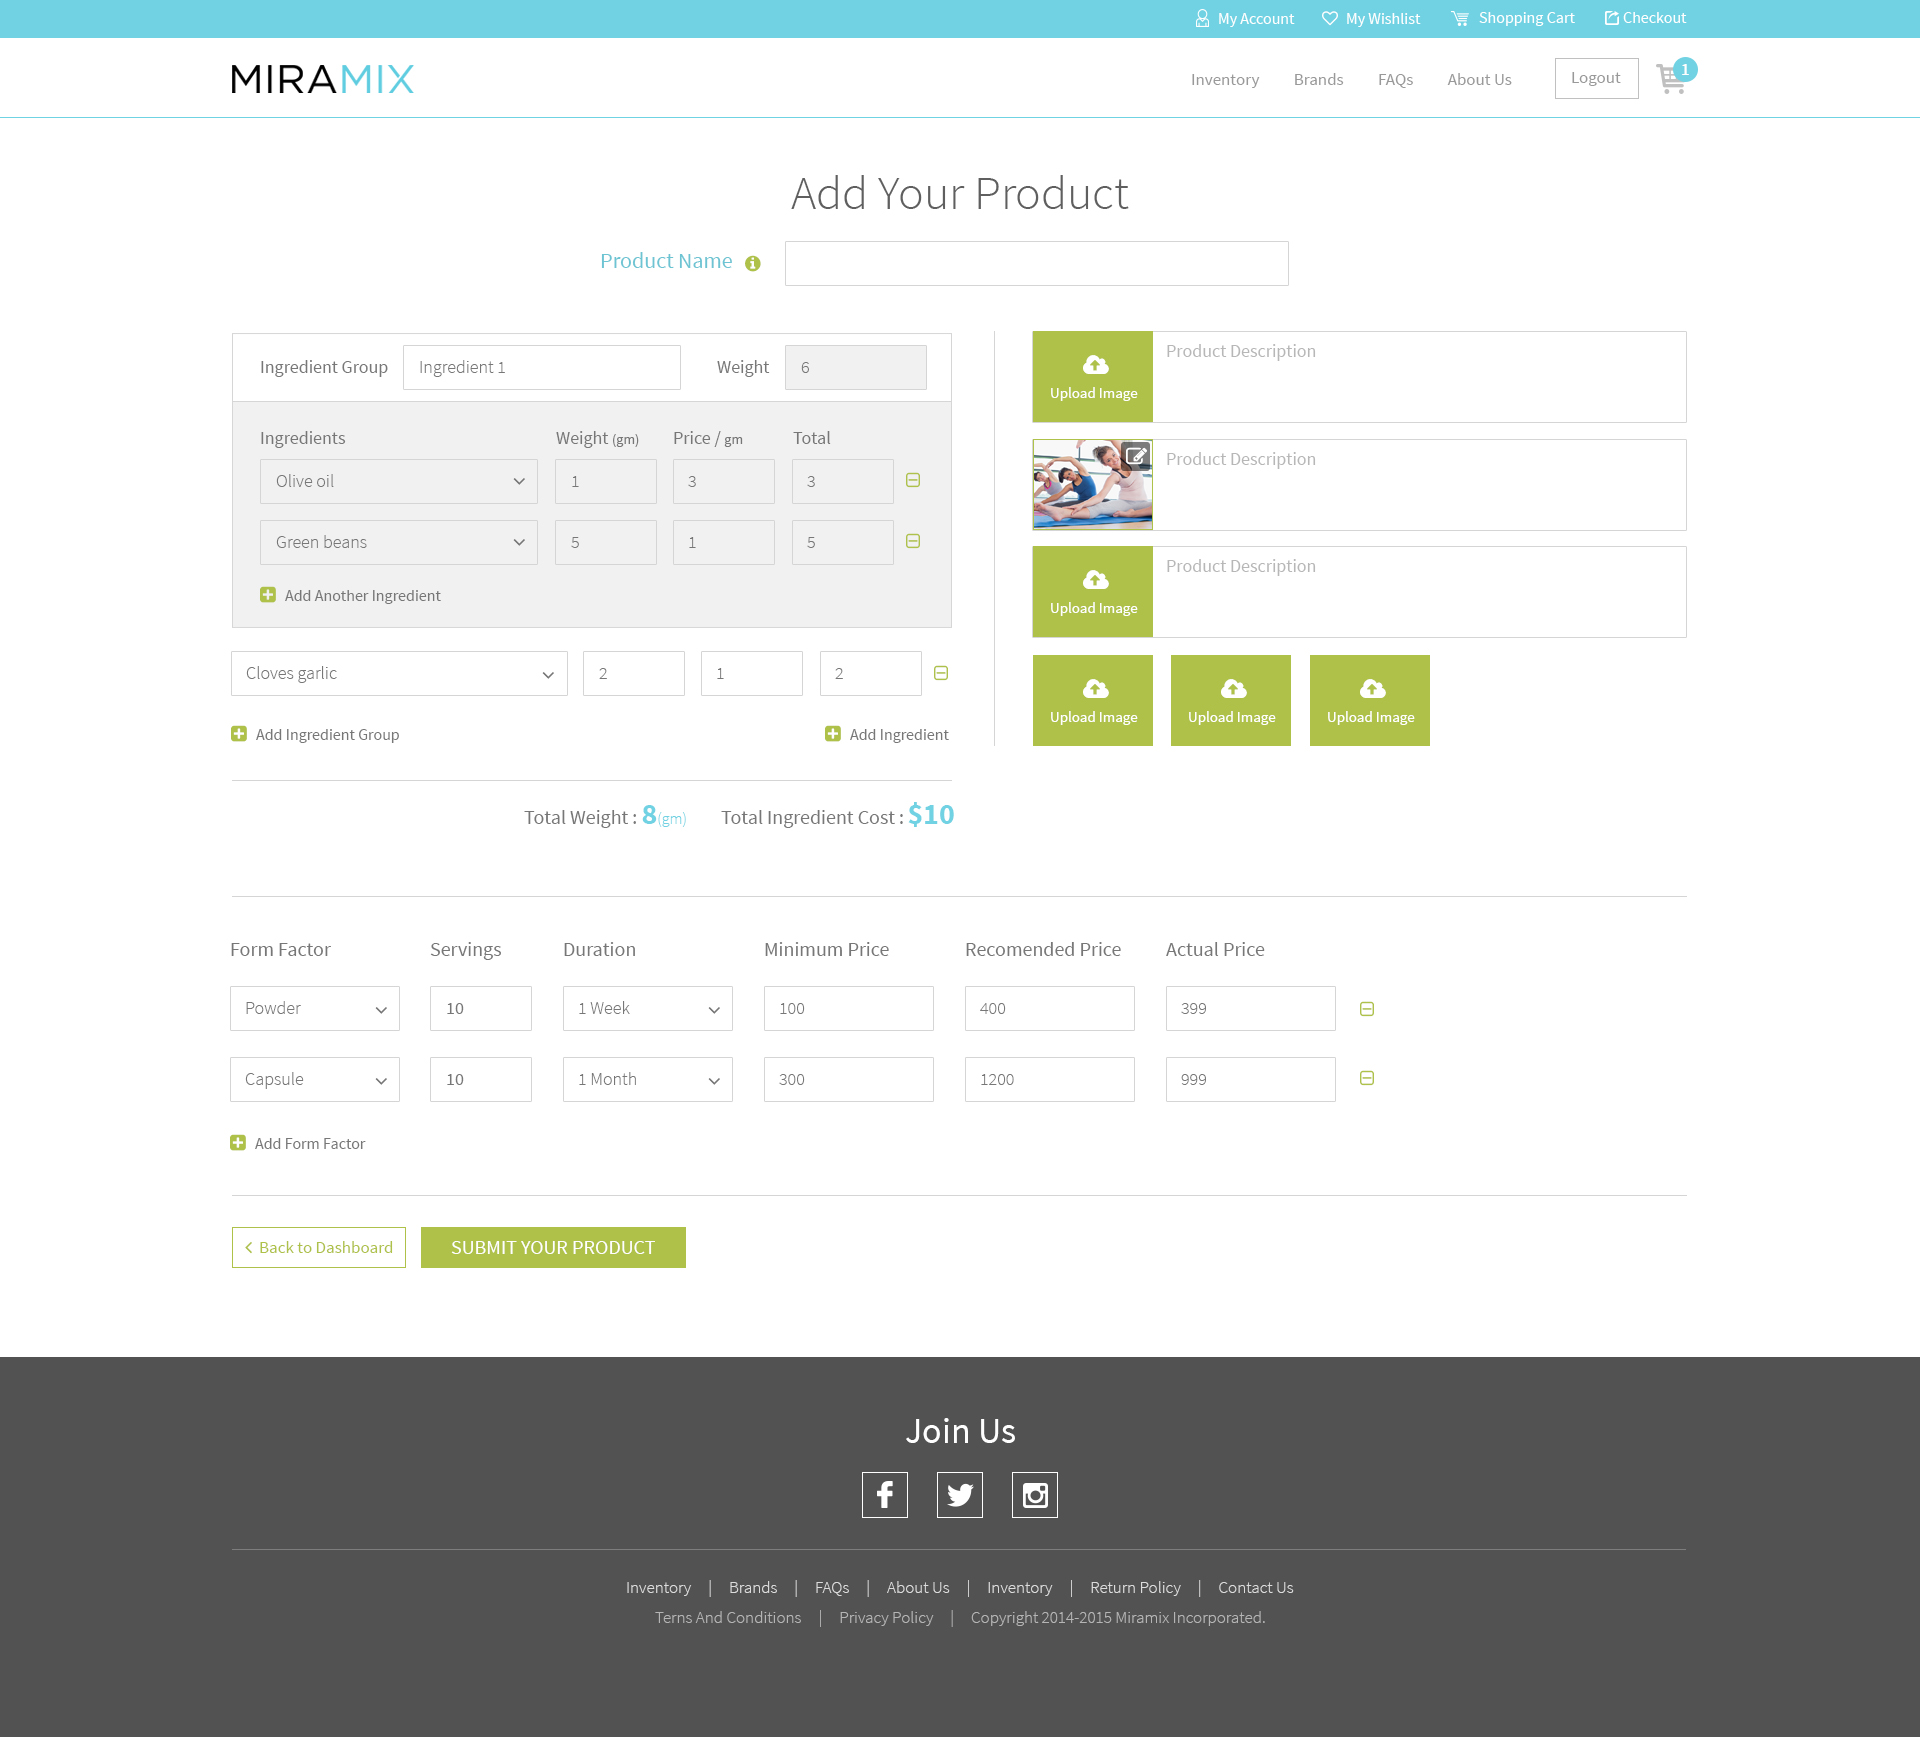 My Account My Wishlist Shopping Cart Checkout
MIRAMIX Inventory Brands FAQs About Us Logout 1
Add Your Product
Product Name
Ingredient Group Ingredient 1 Weight 6
Ingredients Weight (gm) Price / gm Total
Olive oil 1 3 3
Green beans 5 1 5
Add Another Ingredient
Cloves garlic 2 1 2
Add Ingredient Group Add Ingredient
Total Weight : 8(gm) Total Ingredient Cost : $10
Product Description
Upload Image
Product Description
Product Description
Upload Image
Upload Image Upload Image Upload Image
Form Factor Servings Duration Minimum Price Recomended Price Actual Price
Powder 10 1 Week 100 400 399
Capsule 10 1 Month 300 1200 999
Add Form Factor
Back to Dashboard SUBMIT YOUR PRODUCT
Join Us
Inventory | Brands | FAQs | About Us | Inventory | Return Policy | Contact Us
Terns And Conditions | Privacy Policy | Copyright 2014-2015 Miramix Incorporated.